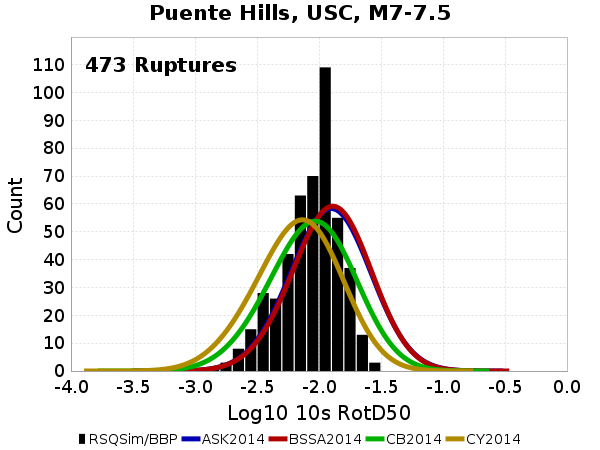 Puente Hills, USC, M7-7.5
473 Ruptures
Count
110
100
90
80
70
60
50
40
30
20
10
0
-4.0 -3.5 -3.0 -2.5 -2.0 -1.5 -1.0 -0.5 0.0
Log10 10s RotD50
RSQSim/BBP ASK2014 BSSA2014 CB2014 CY2014